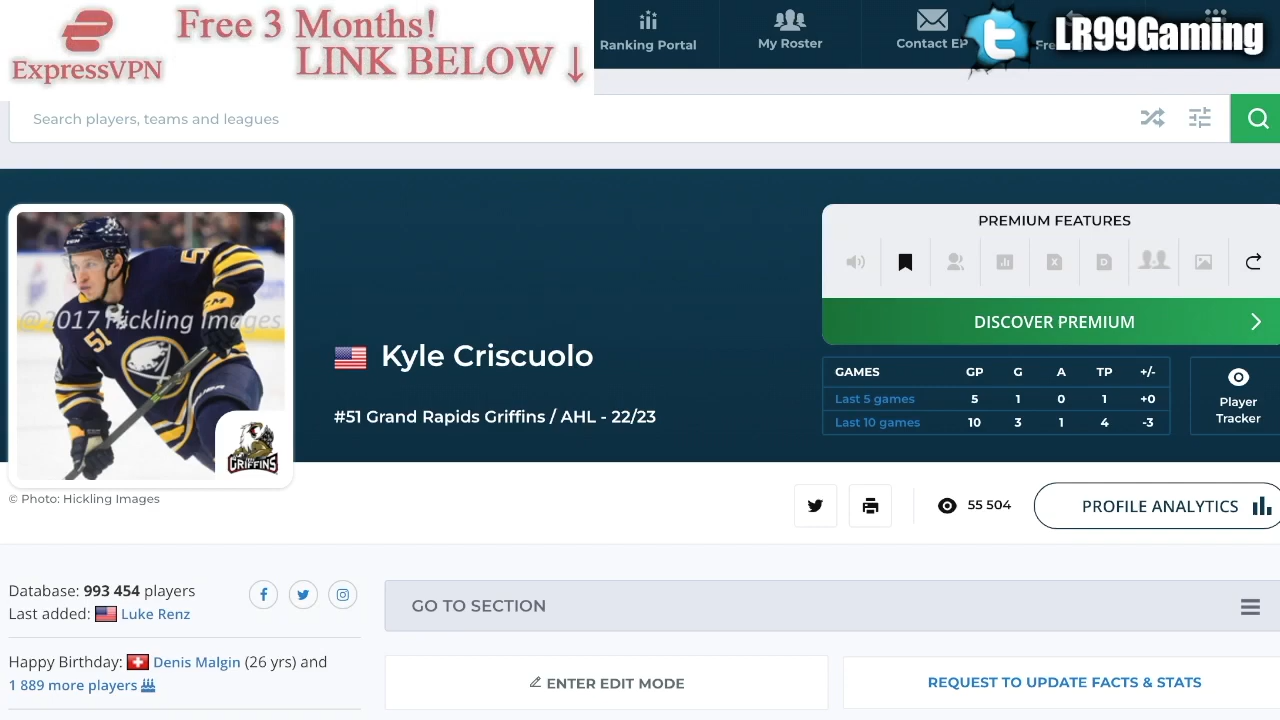 Free 3 Months!
LINK BELOW ↓
ExpressVPN
Ranking Portal
My Roster
Contact EP
Fre
LR99Gaming
Search players, teams and leagues
PREMIUM FEATURES
DISCOVER PREMIUM
51
5
@2017 Hickling Images
GRIFFINS
Kyle Criscuolo
#51 Grand Rapids Griffins / AHL - 22/23
GAMES GP G A TP +/-
Last 5 games 5 1 0 1 +0
Last 10 games 10 3 1 4 -3
Player
Tracker
© Photo: Hickling Images
55 504
PROFILE ANALYTICS
Database: 993 454 players
Last added: Luke Renz
Happy Birthday: Denis Malgin (26 yrs) and
1 889 more players
GO TO SECTION
ENTER EDIT MODE
REQUEST TO UPDATE FACTS & STATS